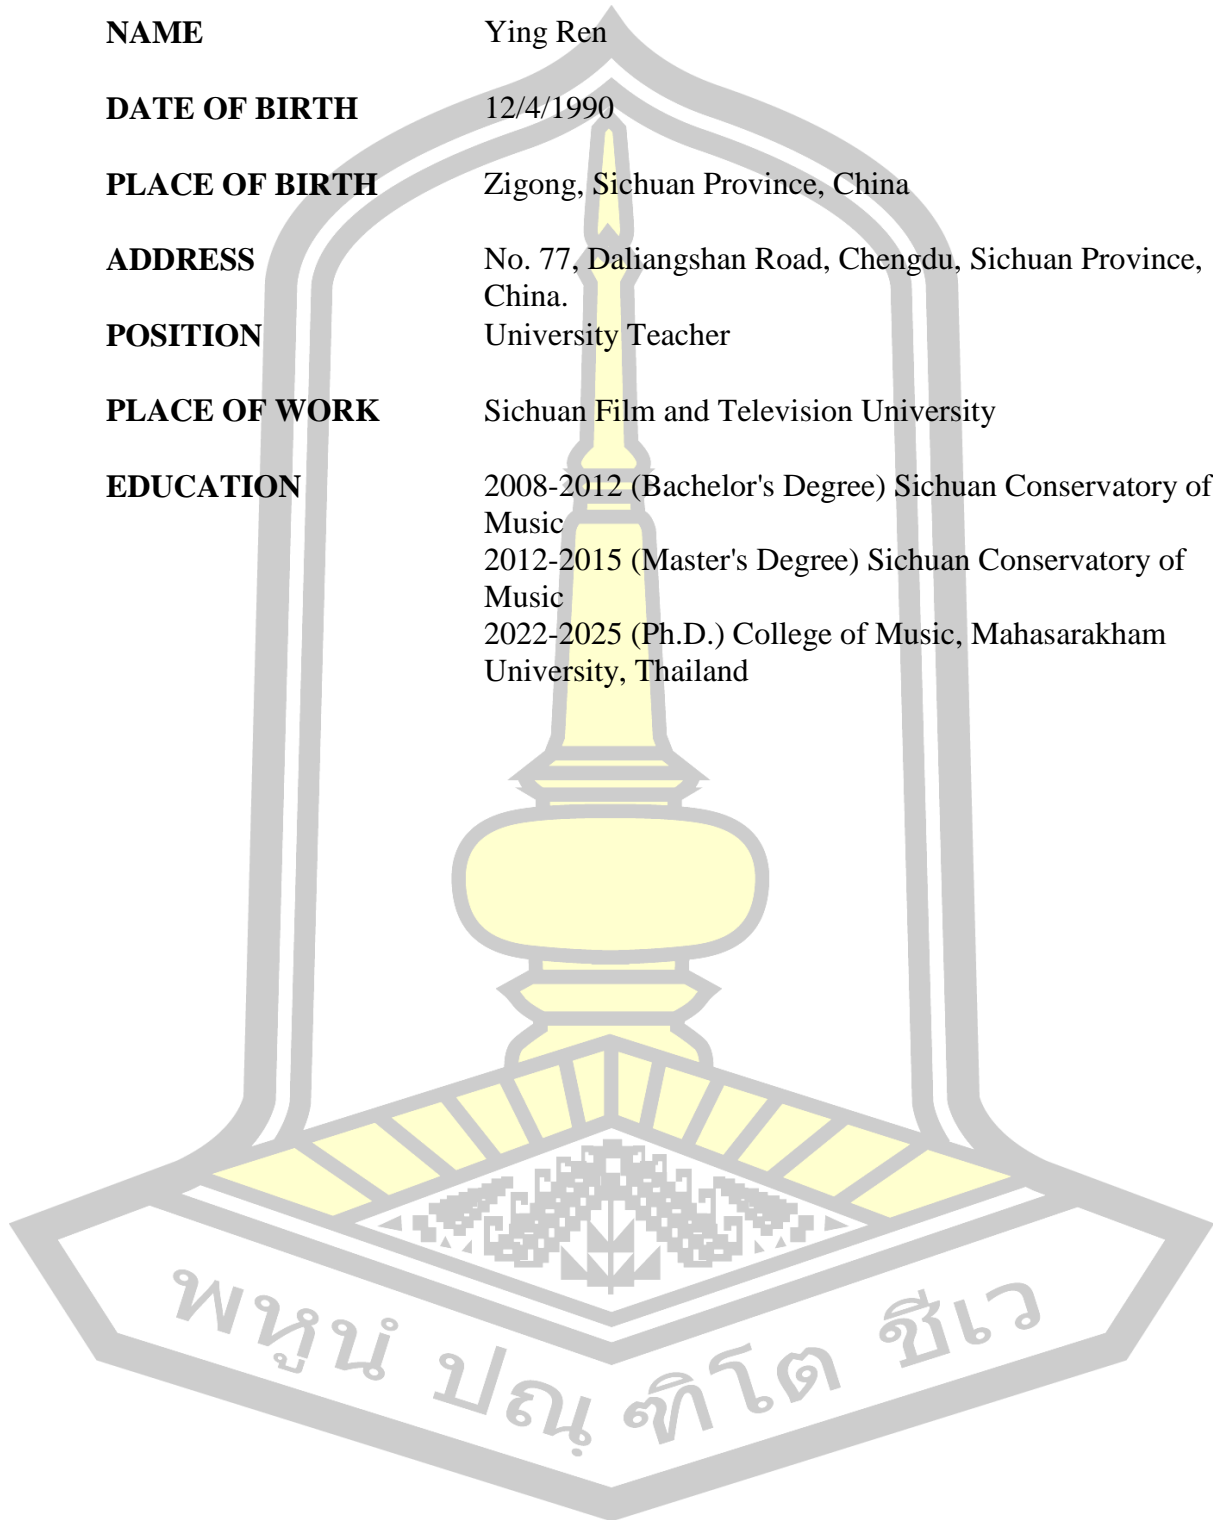 NAME Ying Ren
DATE OF BIRTH 12/4/1990
PLACE OF BIRTH Zigong, Sichuan Province, China
ADDRESS No. 77, Daliangshan Road, Chengdu, Sichuan Province,
China.
POSITION University Teacher
PLACE OF WORK Sichuan Film and Television University
EDUCATION 2008-2012 (Bachelor's Degree) Sichuan Conservatory of
Music
2012-2015 (Master's Degree) Sichuan Conservatory of
Music
2022-2025 (Ph.D.) College of Music, Mahasarakham
University, Thailand
พหูนํ ปณฺฑิโต ชีเว